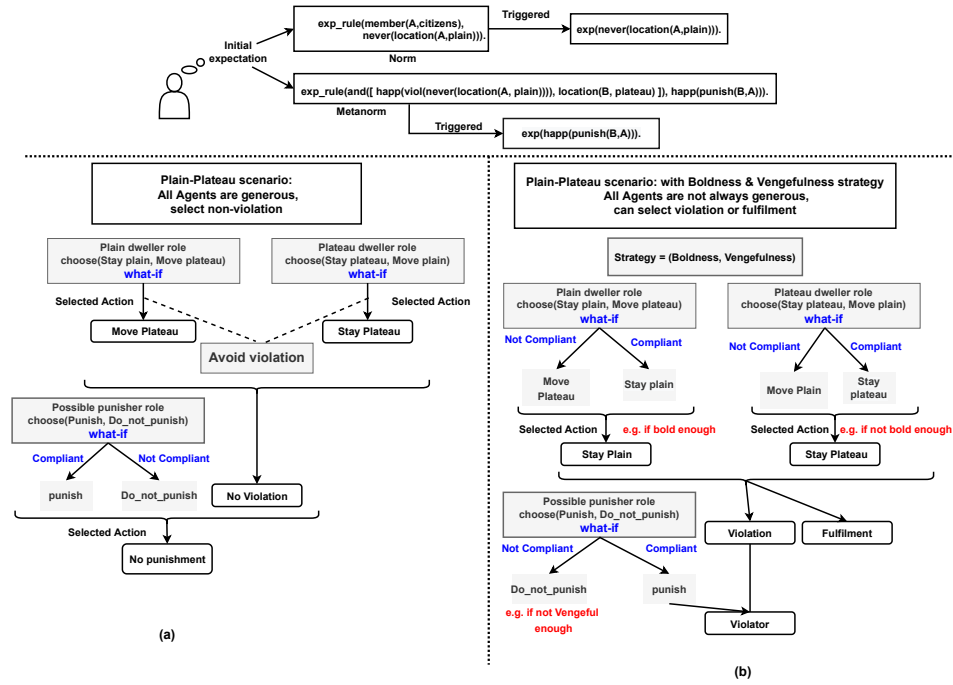 Initial
expectation
exp_rule(member(A,citizens),
never(location(A,plain))).
Norm
Triggered
exp(never(location(A,plain))).
exp_rule(and([ happ(viol(never(location(A, plain)))), location(B, plateau) ]), happ(punish(B,A))).
Metanorm
Triggered
exp(happ(punish(B,A))).
Plain-Plateau scenario:
All Agents are generous,
select non-violation
Plain dweller role
choose(Stay plain, Move plateau)
what-if
Plateau dweller role
choose(Stay plateau, Move plain)
what-if
Selected Action
Selected Action
Move Plateau
Stay Plateau
Avoid violation
Possible punisher role
choose(Punish, Do_not_punish)
what-if
Compliant
Not Compliant
punish
Do_not_punish
No Violation
Selected Action
No punishment
(a)
Plain-Plateau scenario: with Boldness & Vengefulness strategy
All Agents are not always generous,
can select violation or fulfilment
Strategy = (Boldness, Vengefulness)
Plain dweller role
choose(Stay plain, Move plateau)
what-if
Plateau dweller role
choose(Stay plateau, Move plain)
what-if
Not Compliant
Compliant
Not Compliant
Compliant
Move
Plateau
Stay plain
Move Plain
Stay
plateau
Selected Action
e.g. if bold enough
Selected Action
e.g. if not bold enough
Stay Plain
Stay Plateau
Possible punisher role
choose(Punish, Do_not_punish)
what-if
Violation
Fulfilment
Not Compliant
Compliant
Do_not_punish
punish
e.g. if not Vengeful
enough
Violator
(b)